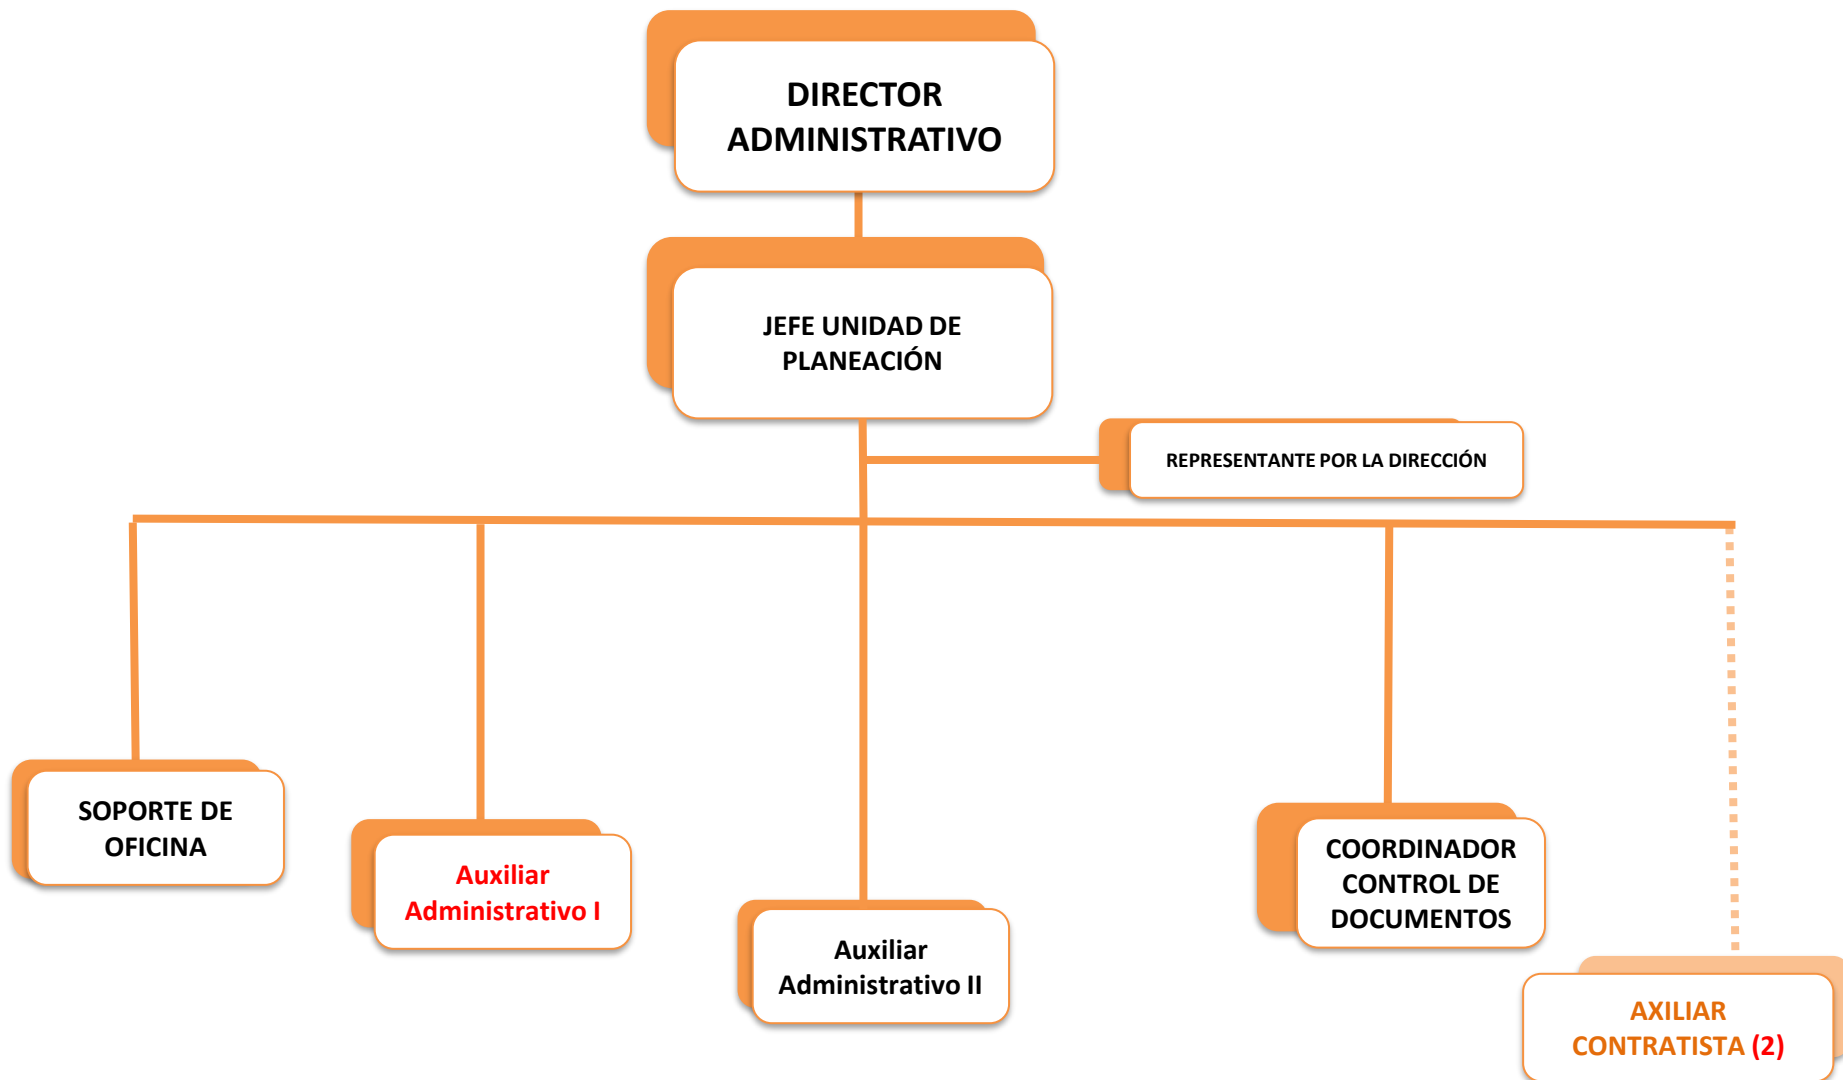 DIRECTOR
ADMINISTRATIVO
JEFE UNIDAD DE
PLANEACIÓN
REPRESENTANTE POR LA DIRECCIÓN
SOPORTE DE
OFICINA
Auxiliar
Administrativo I
Auxiliar
Administrativo II
COORDINADOR
CONTROL DE
DOCUMENTOS
AXILIAR
CONTRATISTA (2)